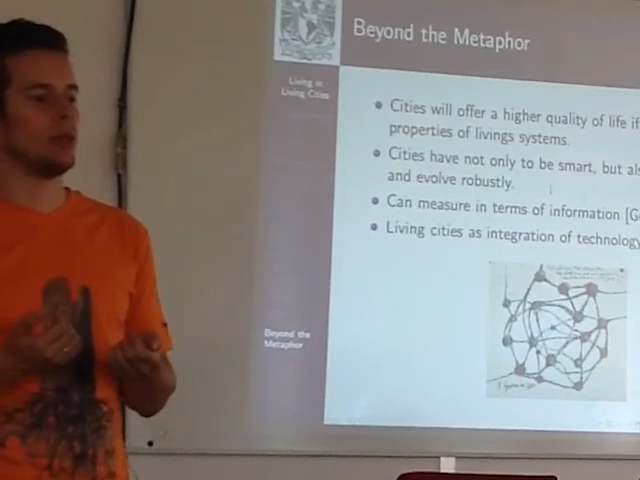 Beyond the Metaphor
Living in
Living Cities
Cities will offer a higher quality of life if
properties of livings systems.
Cities have not only to be smart, but als
and evolve robustly.
Can measure in terms of information [Ge
Living cities as integration of technology
Beyond the
Metaphor